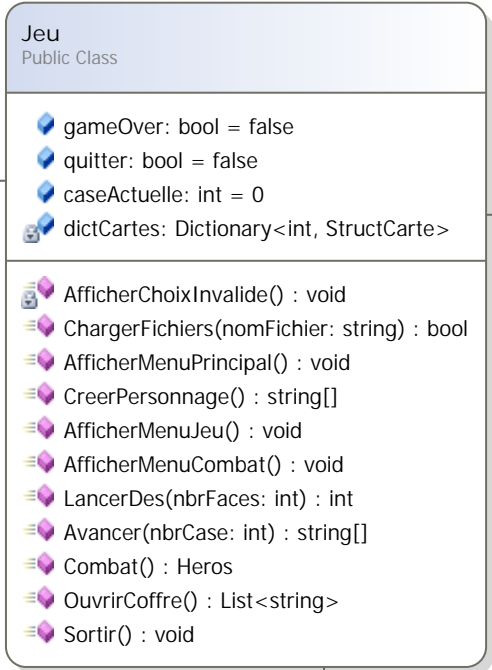 Jeu
Public Class
gameOver: bool = false
quitter: bool = false
caseActuelle: int = 0
dictCartes: Dictionary<int, StructCarte>
AfficherChoixInvalide() : void
ChargerFichiers(nomFichier: string) : bool
AfficherMenuPrincipal() : void
CreerPersonnage() : string[]
AfficherMenuJeu() : void
AfficherMenuCombat() : void
LancerDes(nbrFaces: int) : int
Avancer(nbrCase: int) : string[]
Combat() : Heros
OuvrirCoffre() : List<string>
Sortir() : void